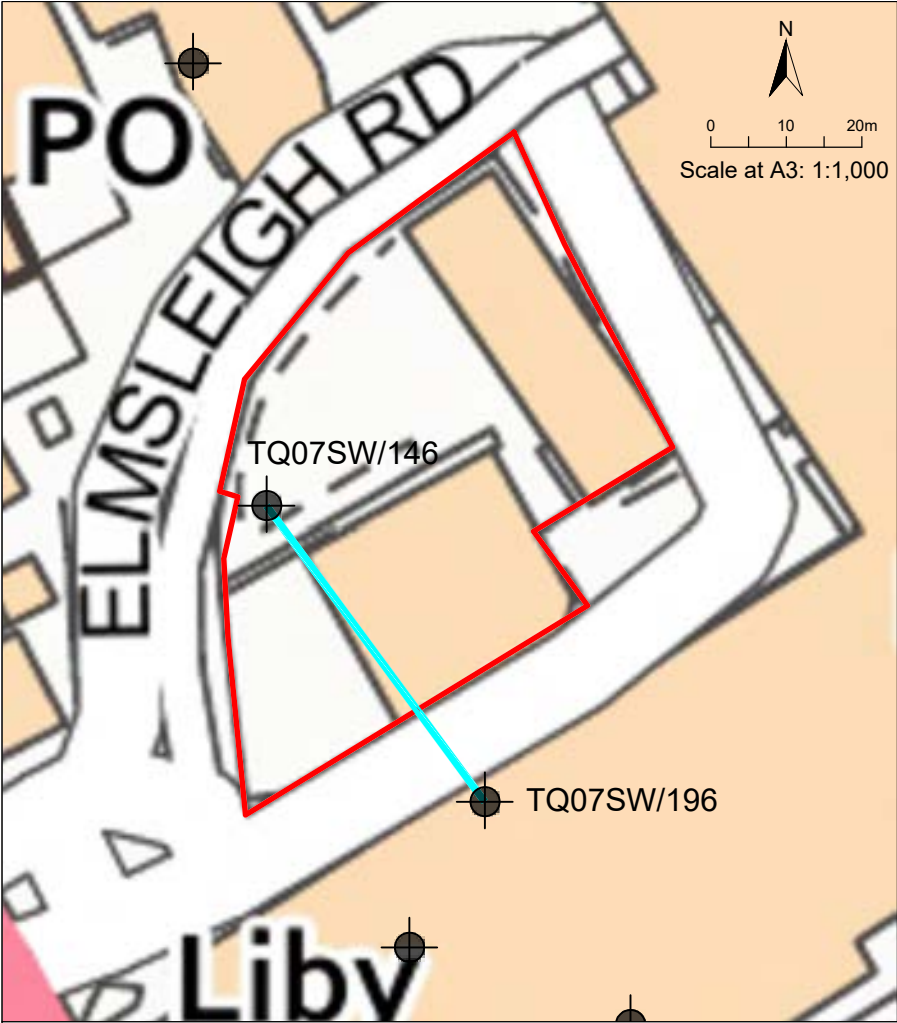 N
0 10 20m
Scale at A3: 1:1,000
PO
ELMSLEIGH RD
TQ07SW/146
TQ07SW/196
Liby